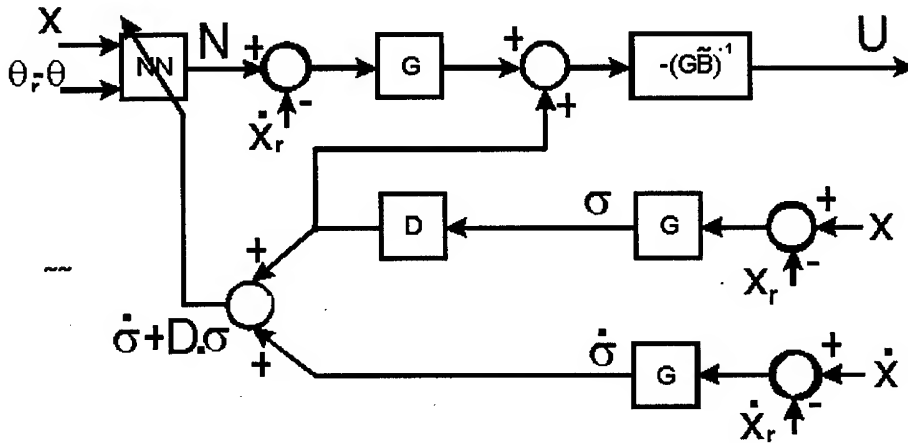 X
N
+
+
U
θr-θ
NN
-
G
+
-(GB̃)⁻¹
Ẋr
D
σ
G
+
X
-
Xr
+
~~
σ̇+D.σ
+
σ̇
G
+
Ẋ
-
Ẋr